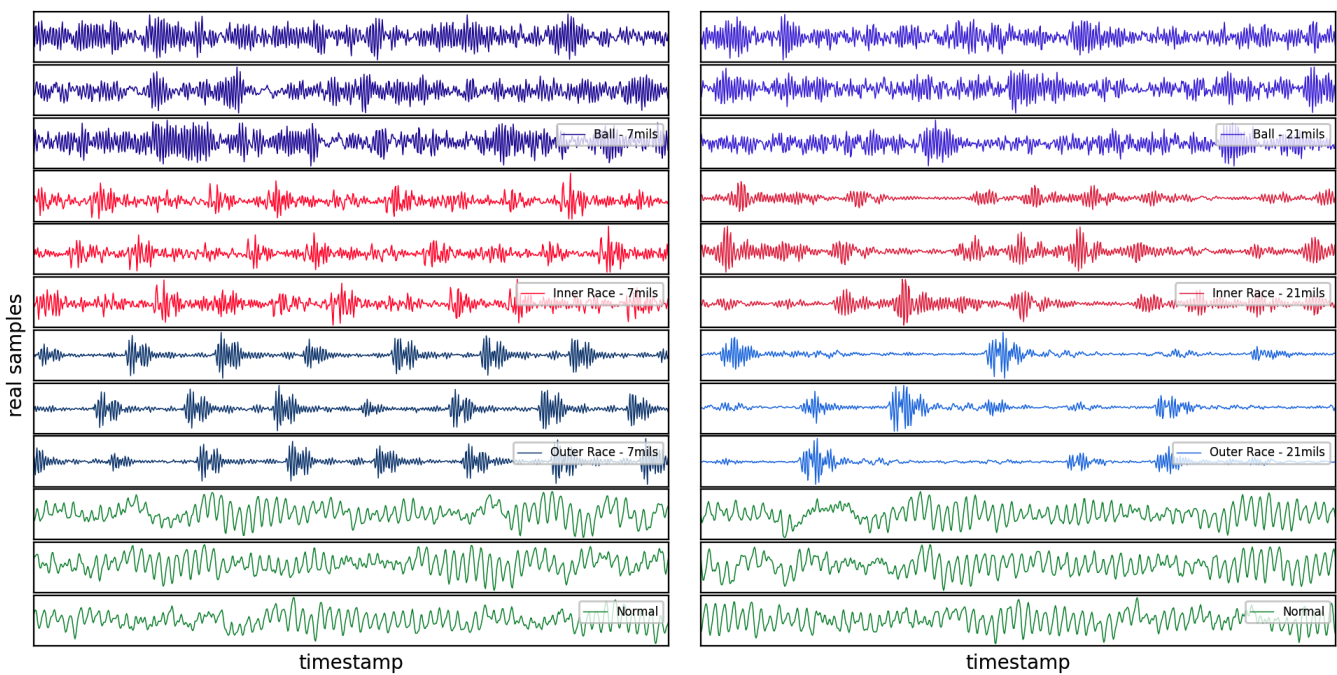 real samples
Ball - 7mils
Ball - 21mils
Inner Race - 7mils
Inner Race - 21mils
Outer Race - 7mils
Outer Race - 21mils
Normal
Normal
timestamp
timestamp